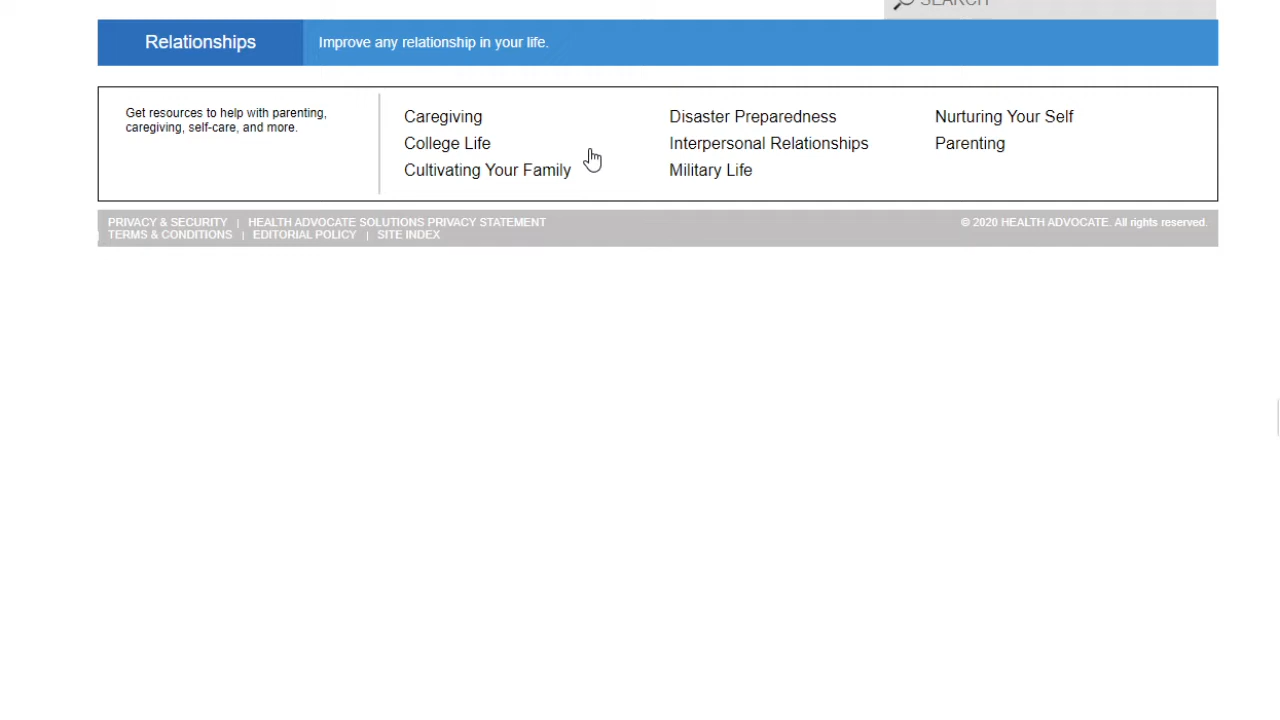 SEARCH
Relationships
Improve any relationship in your life.
Get resources to help with parenting,
caregiving, self-care, and more.
Caregiving
College Life
Cultivating Your Family
Disaster Preparedness
Interpersonal Relationships
Military Life
Nurturing Your Self
Parenting
PRIVACY & SECURITY | HEALTH ADVOCATE SOLUTIONS PRIVACY STATEMENT
TERMS & CONDITIONS | EDITORIAL POLICY | SITE INDEX
© 2020 HEALTH ADVOCATE. All rights reserved.